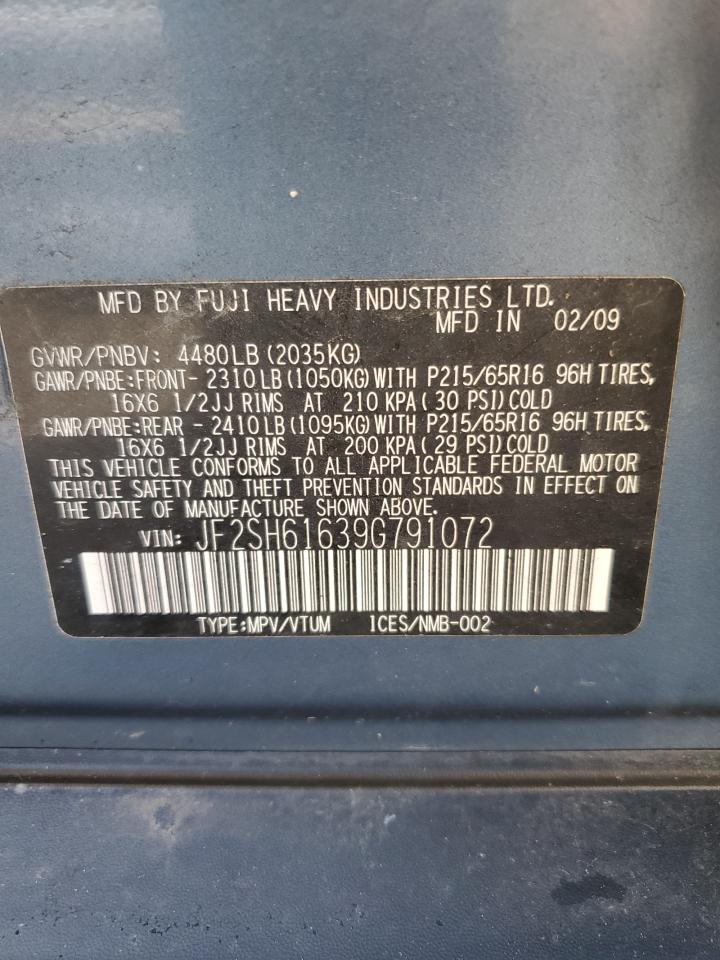 MFD BY FUJI HEAVY INDUSTRIES LTD.
MFD IN 02/09
GVWR/PNBV: 4480LB(2035KG)
GAWR/PNBE:FRONT- 2310LB(1050KG)WITH P215/65R16 96H TIRES,
16X6 1/2JJ RIMS AT 210 KPA(30 PSI)COLD
GAWR/PNBE:REAR - 2410LB(1095KG)WITH P215/65R16 96H TIRES,
16X6 1/2JJ RIMS AT 200 KPA(29 PSI)COLD
THIS VEHICLE CONFORMS TO ALL APPLICABLE FEDERAL MOTOR
VEHICLE SAFETY AND THEFT PREVENTION STANDARDS IN EFFECT ON
THE DATE OF MANUFACTURE SHOWN ABOVE.
VIN: JF2SH61639G791072
TYPE:MPV/VTUM ICES/NMB-002